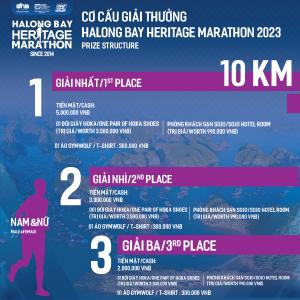 HALONG BAY
HERITAGE
MARATHON
SINCE 2014
CƠ CẤU GIẢI THƯỞNG
HALONG BAY HERITAGE MARATHON 2023
PRIZE STRUCTURE
10 KM
1
GIẢI NHẤT/1ST PLACE
TIỀN MẶT/CASH:
5.000.000 VNĐ
01 ĐÔI GIÀY HOKA/ONE PAIR OF HOKA SHOES
(TRỊ GIÁ/WORTH 3.500.000 VNĐ)
PHÒNG KHÁCH SẠN SOJO/SOJO HOTEL ROOM
(TRỊ GIÁ/WORTH 990.000 VNĐ)
01 ÁO GYMWOLF / T-SHIRT: 300.000 VNĐ
2
GIẢI NHÌ/2ND PLACE
TIỀN MẶT/CASH:
3.300.000 VNĐ
01 ĐÔI GIÀY HOKA/ONE PAIR OF HOKA SHOES
(TRỊ GIÁ/WORTH 3.500.000 VNĐ)
PHÒNG KHÁCH SẠN SOJO/SOJO HOTEL ROOM
(TRỊ GIÁ/WORTH 990.000 VNĐ)
01 ÁO GYMWOLF / T-SHIRT: 300.000 VNĐ
NAM&NỮ
MALE&FEMALE
3
GIẢI BA/3RD PLACE
TIỀN MẶT/CASH:
2.000.000 VNĐ
01 ĐÔI GIÀY HOKA/ONE PAIR OF HOKA SHOES
(TRỊ GIÁ/WORTH 3.500.000 VNĐ)
PHÒNG KHÁCH SẠN SOJO/SOJO HOTEL ROOM
(TRỊ GIÁ/WORTH 990.000 VNĐ)
01 ÁO GYMWOLF / T-SHIRT: 300.000 VNĐ